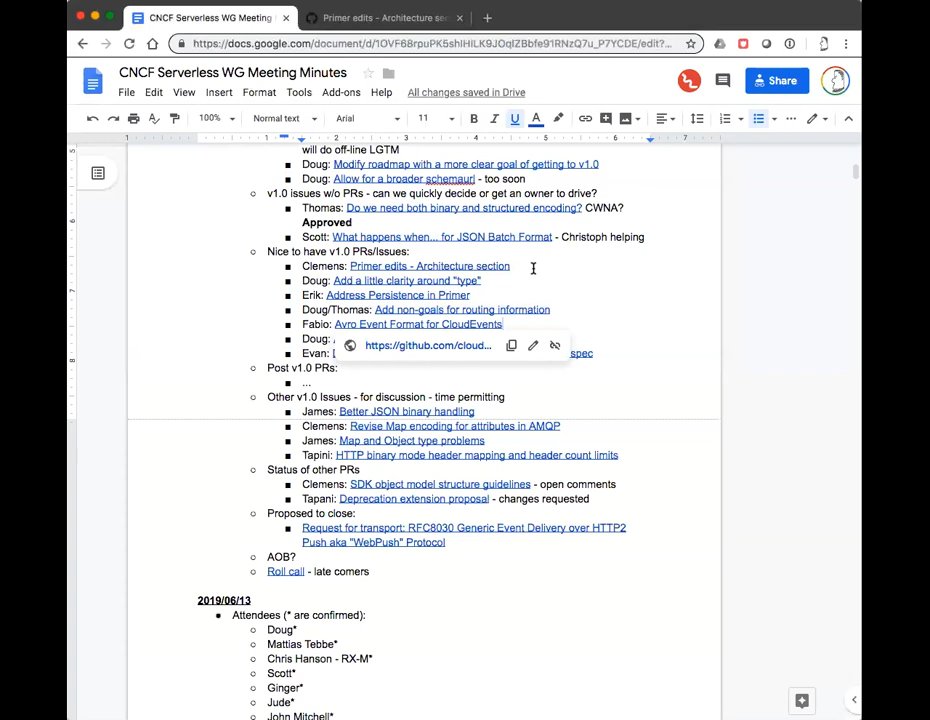 CNCF Serverless WG Meeting
Primer edits - Architecture sec
https://docs.google.com/document/d/1OVF68rpuPK5shIHILK9JOqIZBbfe91RNzQ7u_P7YCDE/edit?
CNCF Serverless WG Meeting Minutes
File Edit View Insert Format Tools Add-ons Help All changes saved in Drive
Share
100% Normal text Arial 11 B I U A
1 1 2 3 4 5 6 7
will do off-line LGTM
Doug: Modify roadmap with a more clear goal of getting to v1.0
Doug: Allow for a broader schemaurl - too soon
v1.0 issues w/o PRs - can we quickly decide or get an owner to drive?
Thomas: Do we need both binary and structured encoding? CWNA?
Approved
Scott: What happens when... for JSON Batch Format - Christoph helping
Nice to have v1.0 PRs/Issues:
Clemens: Primer edits - Architecture section
Doug: Add a little clarity around "type"
Erik: Address Persistence in Primer
Doug/Thomas: Add non-goals for routing information
Fabio: Avro Event Format for CloudEvents
Doug:
https://github.com/cloud...
Evan: spec
Post v1.0 PRs:
...
Other v1.0 Issues - for discussion - time permitting
James: Better JSON binary handling
Clemens: Revise Map encoding for attributes in AMQP
James: Map and Object type problems
Tapini: HTTP binary mode header mapping and header count limits
Status of other PRs
Clemens: SDK object model structure guidelines - open comments
Tapani: Deprecation extension proposal - changes requested
Proposed to close:
Request for transport: RFC8030 Generic Event Delivery over HTTP2
Push aka "WebPush" Protocol
AOB?
Roll call - late comers
2019/06/13
Attendees (* are confirmed):
Doug*
Mattias Tebbe*
Chris Hanson - RX-M*
Scott*
Ginger*
Jude*
John Mitchell*